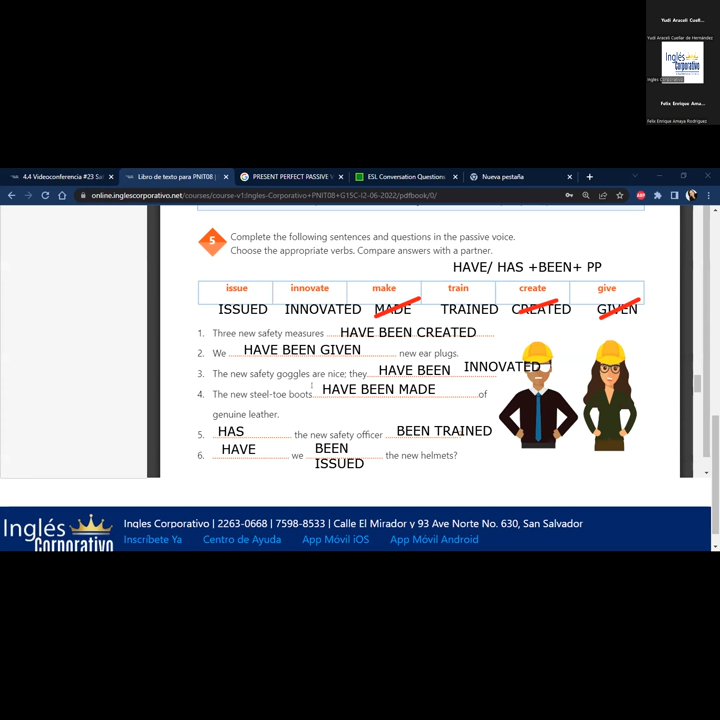 Yudi Araceli Cuell...
Yudi Araceli Cuellar de Hernandez
Inglés
Corporativo
Ingles Corporativo
Felix Enrique Ama...
Felix Enrique Amaya Rodriguez
4.4 Videoconferencia #23 Sa
Libro de texto para PNIT08 |
PRESENT PERFECT PASSIVE V
ESL Conversation Questions
Nueva pestaña
online.inglescorporativo.net/courses/course-v1:Ingles-Corporativo+PNIT08+G1SC-I2-06-2022/pdfbook/0/
5 Complete the following sentences and questions in the passive voice.
Choose the appropriate verbs. Compare answers with a partner.
HAVE/ HAS +BEEN+ PP
issue innovate make train create give
ISSUED INNOVATED MADE TRAINED CREATED GIVEN
1. Three new safety measures HAVE BEEN CREATED
2. We HAVE BEEN GIVEN new ear plugs.
3. The new safety goggles are nice; they HAVE BEEN INNOVATED
4. The new steel-toe boots HAVE BEEN MADE of
genuine leather.
5. HAS the new safety officer BEEN TRAINED
6. HAVE we BEEN ISSUED the new helmets?
Inglés
Corporativo
Ingles Corporativo | 2263-0668 | 7598-8533 | Calle El Mirador y 93 Ave Norte No. 630, San Salvador
Inscríbete Ya Centro de Ayuda App Móvil iOS App Móvil Android